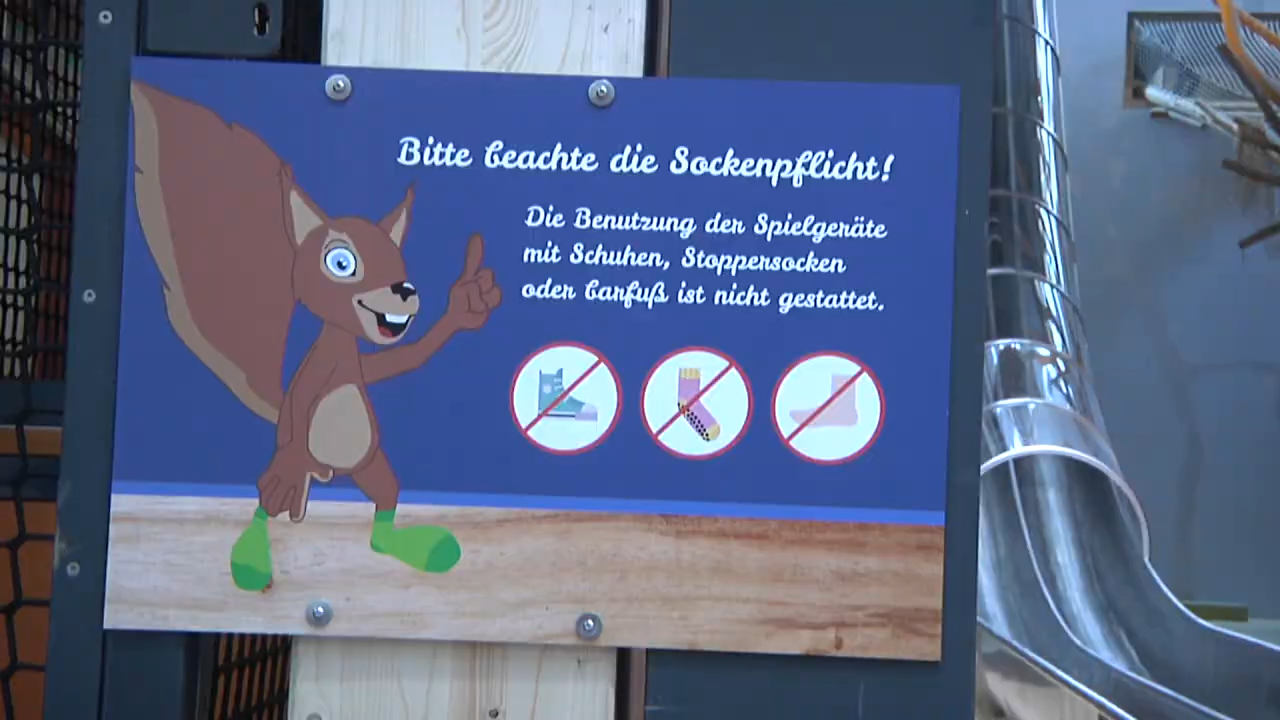 Bitte beachte die Sockenpflicht!
Die Benutzung der Spielgeräte
mit Schuhen, Stoppersocken
oder barfuß ist nicht gestattet.